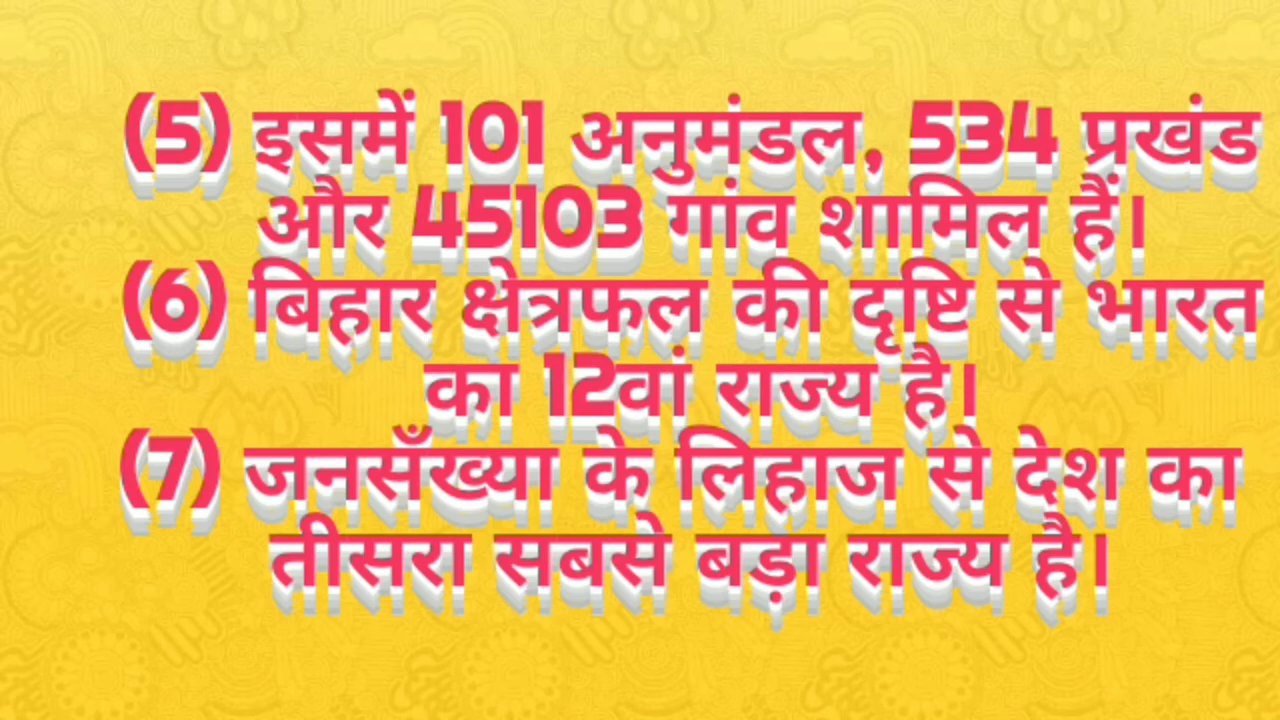 (5) इसमें 101 अनुमंडल, 534 प्रखंड
और 45103 गांव शामिल हैं।
(6) बिहार क्षेत्रफल की दृष्टि से भारत
का 12वां राज्य है।
(7) जनसँख्या के लिहाज से देश का
तीसरा सबसे बड़ा राज्य है।